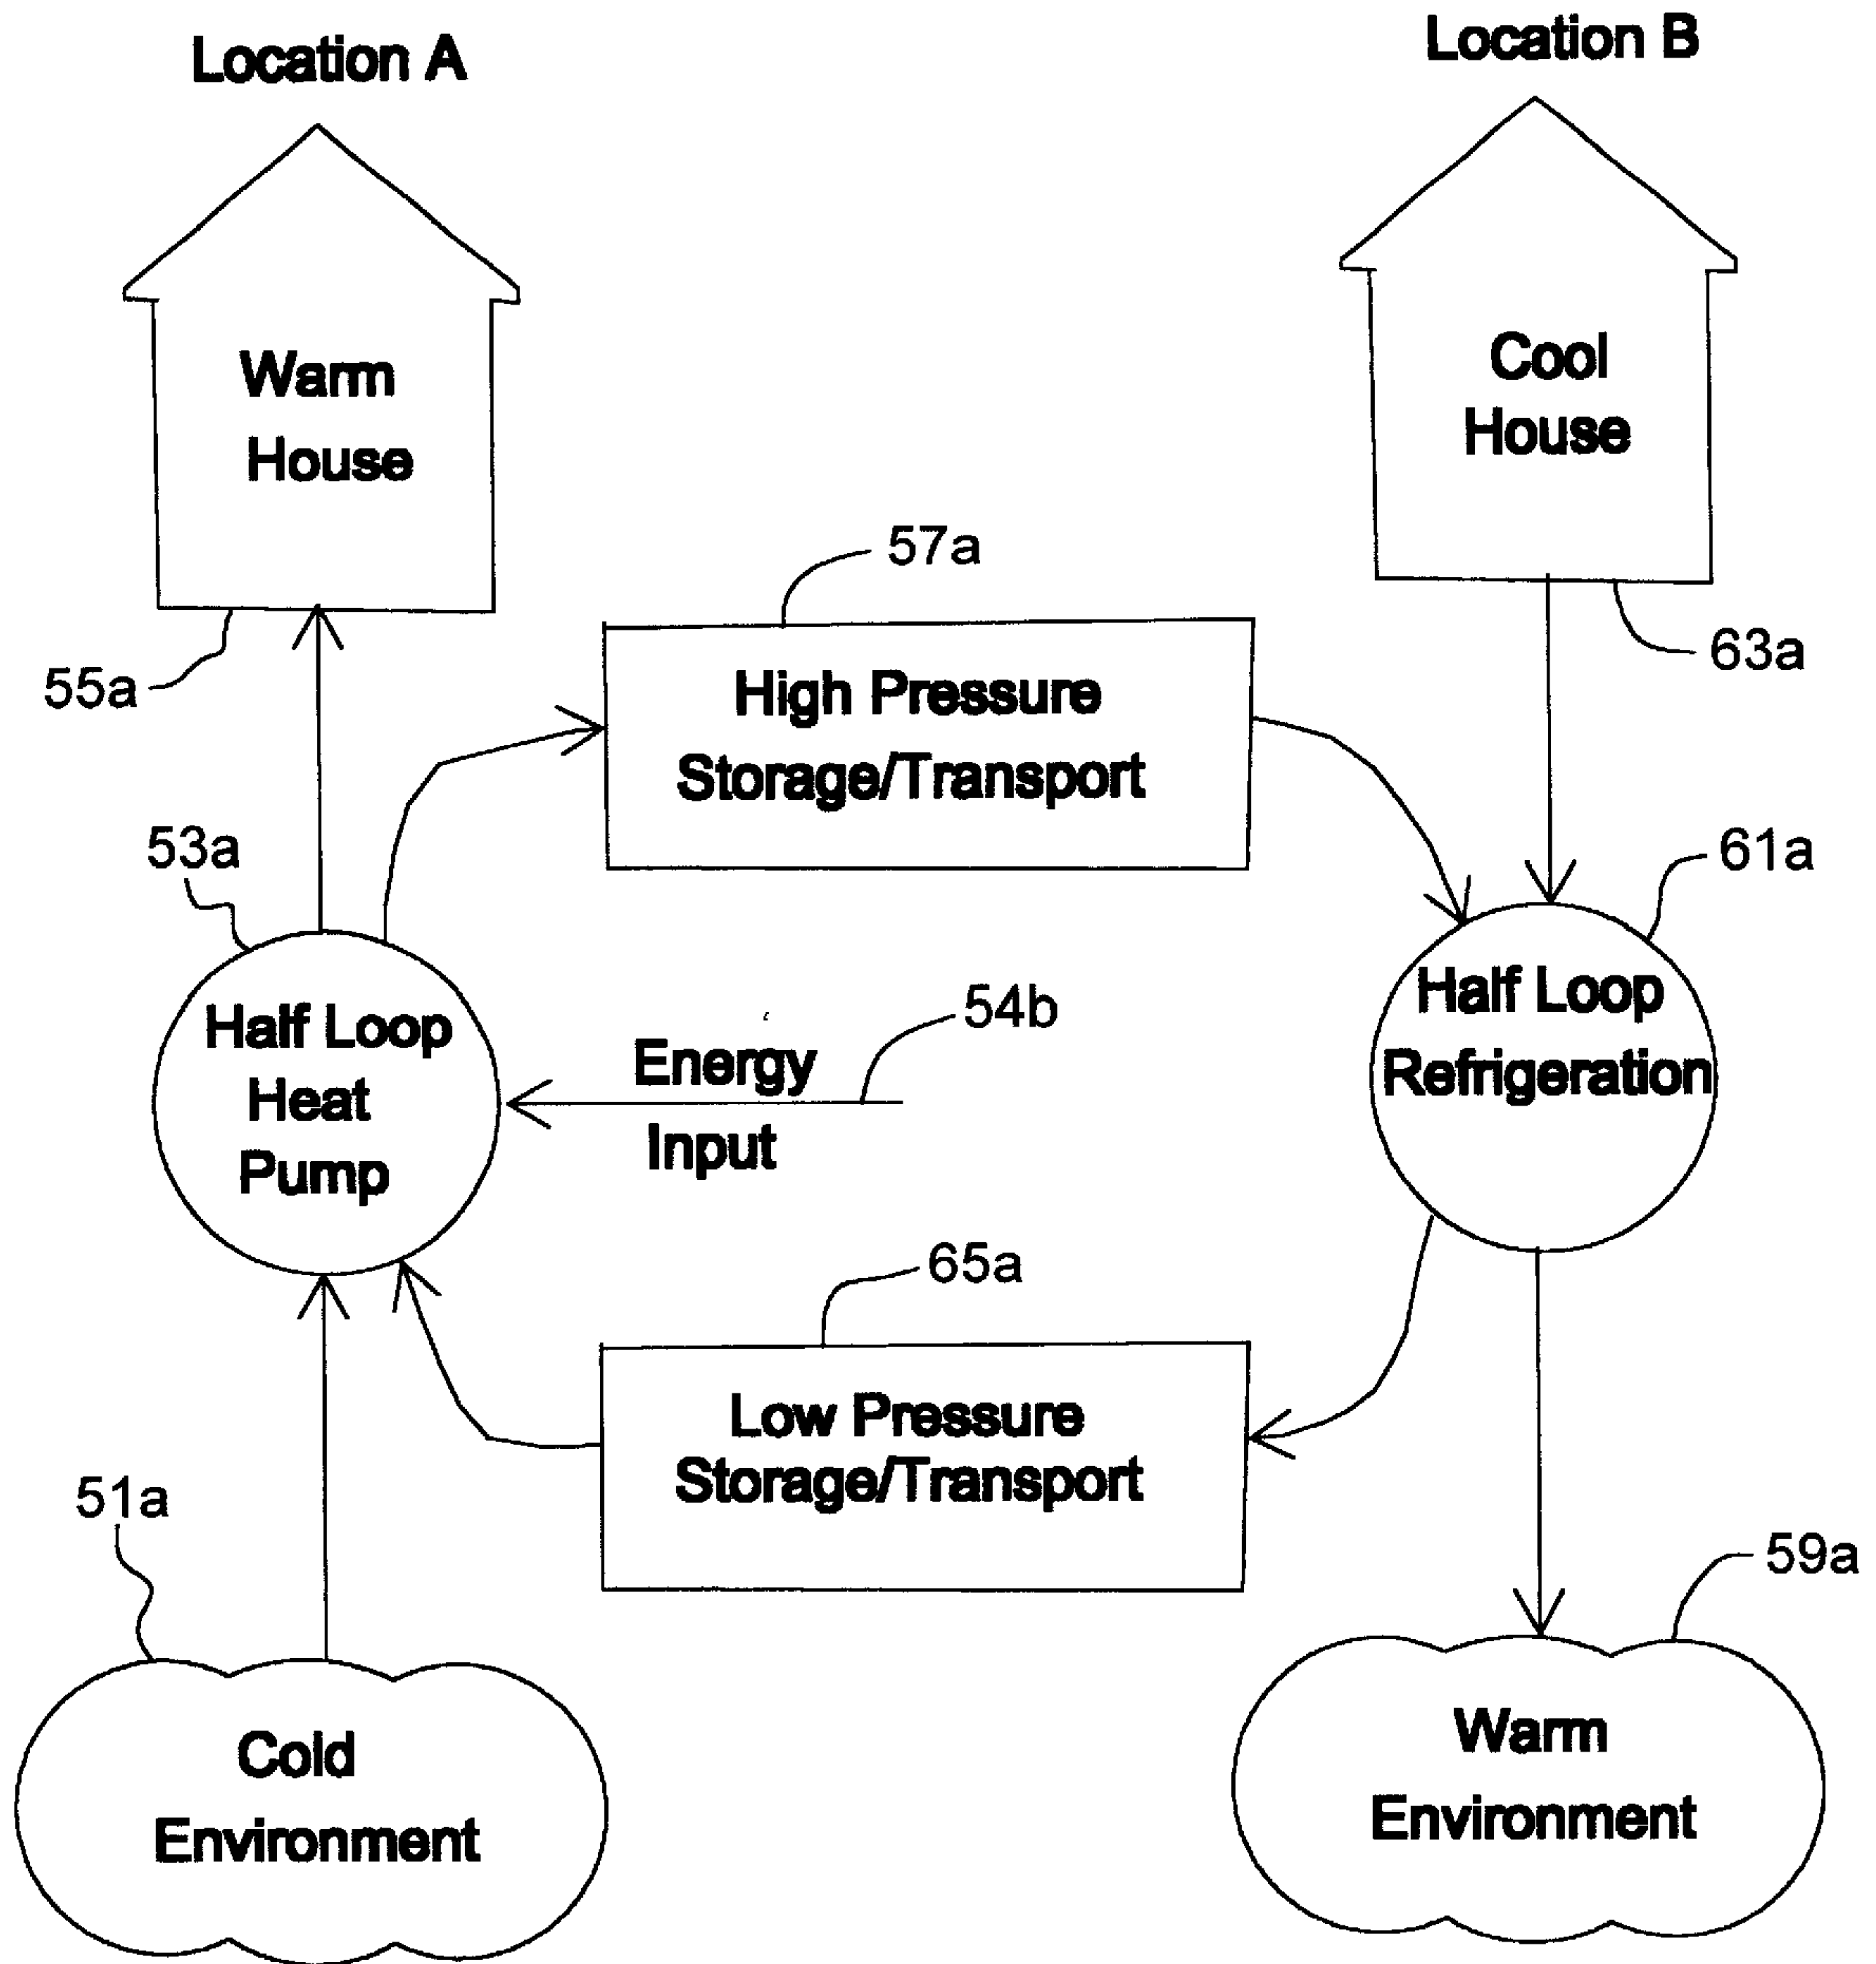 Location A
Location B
Warm
House
Cool
House
57a
55a
63a
High Pressure
Storage/Transport
53a
61a
Half Loop
Heat
Pump
54b
Energy
Input
Half Loop
Refrigeration
65a
Low Pressure
Storage/Transport
51a
59a
Cold
Environment
Warm
Environment